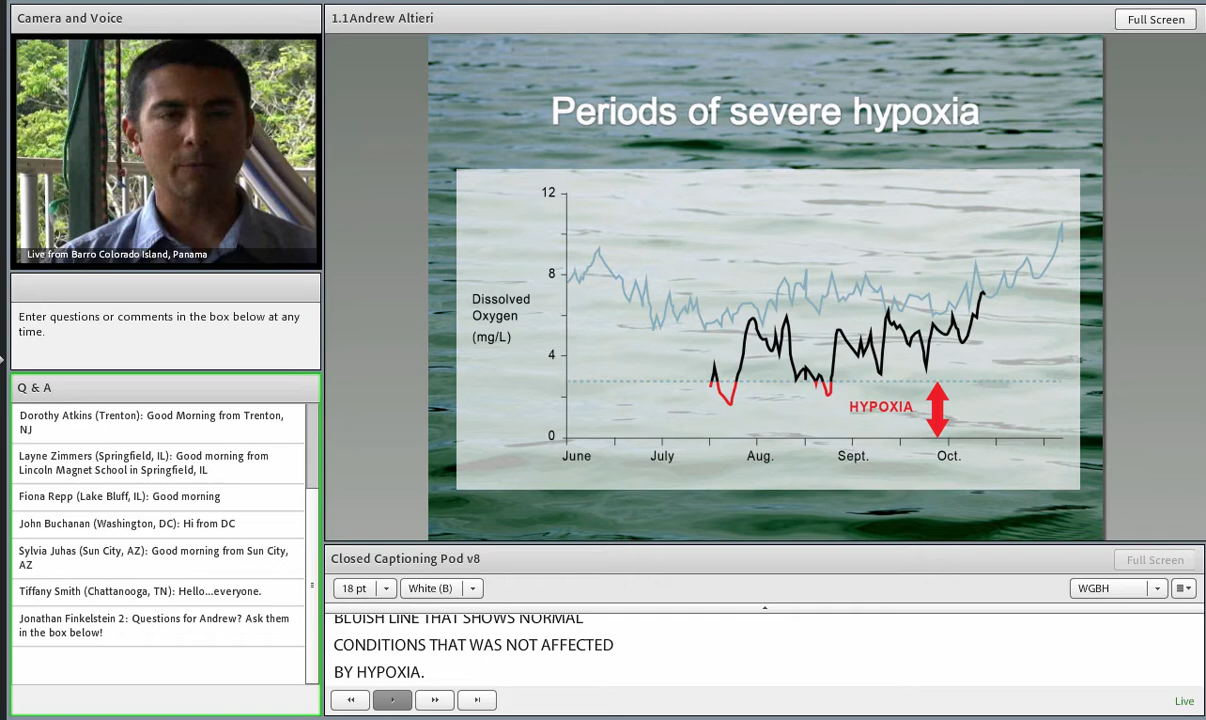 Camera and Voice
Live from Barro Colorado Island, Panama
Enter questions or comments in the box below at any
time.
Q & A
Dorothy Atkins (Trenton): Good Morning from Trenton,
NJ
Layne Zimmers (Springfield, IL): Good morning from
Lincoln Magnet School in Springfield, IL
Fiona Repp (Lake Bluff, IL): Good morning
John Buchanan (Washington, DC): Hi from DC
Sylvia Juhas (Sun City, AZ): Good morning from Sun City,
AZ
Tiffany Smith (Chattanooga, TN): Hello...everyone.
Jonathan Finkelstein 2: Questions for Andrew? Ask them
in the box below!
1.1Andrew Altieri
Full Screen
Periods of severe hypoxia
12
8
Dissolved
Oxygen
(mg/L)
4
HYPOXIA
0
June July Aug. Sept. Oct.
Closed Captioning Pod v8
Full Screen
18 pt White (B) WGBH
BLUISH LINE THAT SHOWS NORMAL
CONDITIONS THAT WAS NOT AFFECTED
BY HYPOXIA.
Live